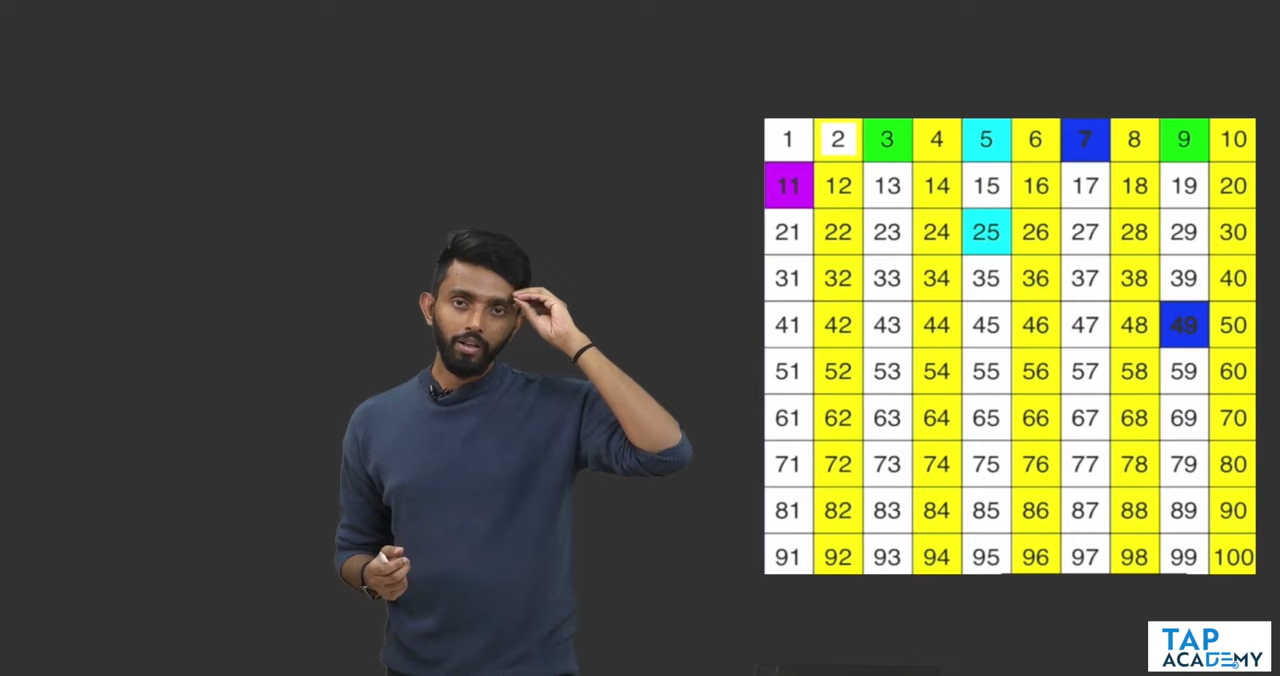 1 2 3 4 5 6 7 8 9 10
11 12 13 14 15 16 17 18 19 20
21 22 23 24 25 26 27 28 29 30
31 32 33 34 35 36 37 38 39 40
41 42 43 44 45 46 47 48 49 50
51 52 53 54 55 56 57 58 59 60
61 62 63 64 65 66 67 68 69 70
71 72 73 74 75 76 77 78 79 80
81 82 83 84 85 86 87 88 89 90
91 92 93 94 95 96 97 98 99 100
TAP
ACADEMY